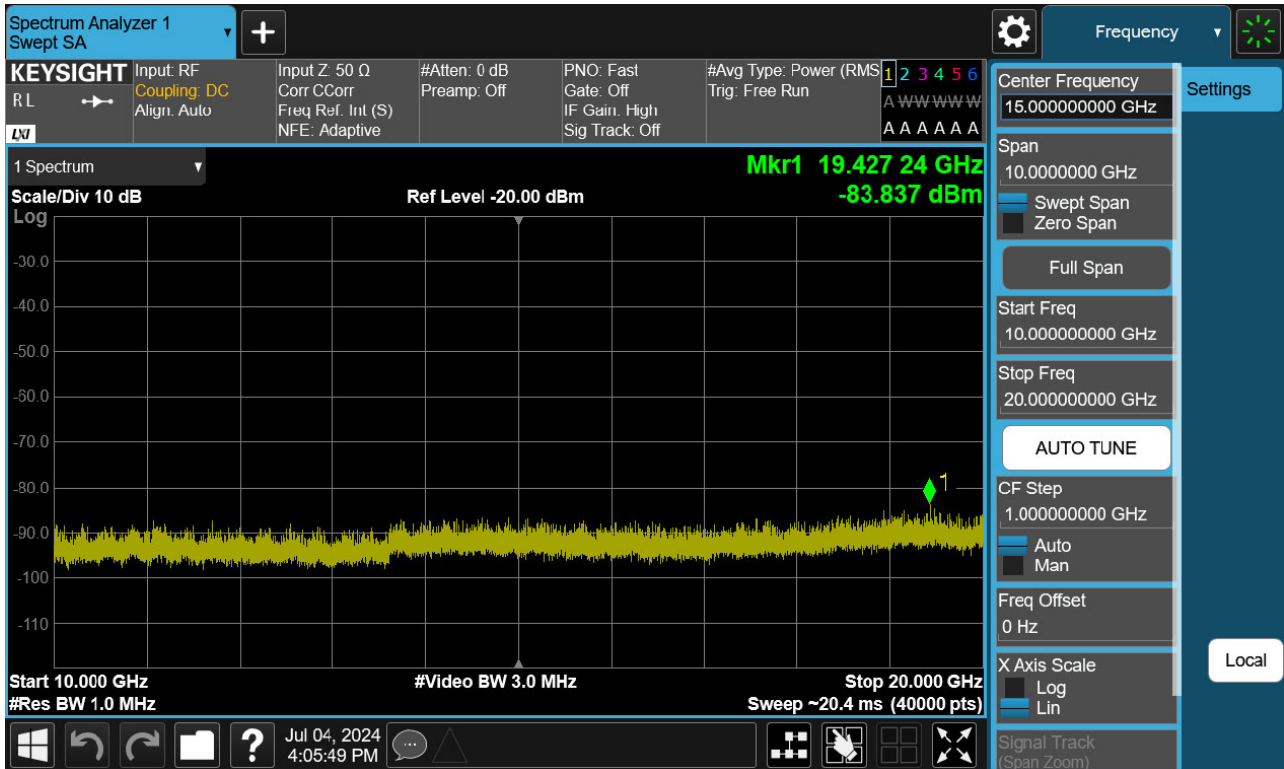 Spectrum Analyzer 1
Swept SA
+
Frequency
KEYSIGHT
RL
LXI
Input: RF
Coupling: DC
Align: Auto
Input Z: 50 Ω
Corr CCorr
Freq Ref: Int (S)
NFE: Adaptive
#Atten: 0 dB
Preamp: Off
PNO: Fast
Gate: Off
IF Gain: High
Sig Track: Off
#Avg Type: Power (RMS
Trig: Free Run
1 2 3 4 5 6
A W W W W W
A A A A A A
1 Spectrum
Scale/Div 10 dB
Ref Level -20.00 dBm
Mkr1 19.427 24 GHz
-83.837 dBm
Log
-30.0
-40.0
-50.0
-60.0
-70.0
-80.0
-90.0
-100
-110
1
Start 10.000 GHz
#Video BW 3.0 MHz
Stop 20.000 GHz
#Res BW 1.0 MHz
Sweep ~20.4 ms (40000 pts)
Center Frequency
15.000000000 GHz
Span
10.0000000 GHz
Swept Span
Zero Span
Full Span
Start Freq
10.000000000 GHz
Stop Freq
20.000000000 GHz
AUTO TUNE
CF Step
1.000000000 GHz
Auto
Man
Freq Offset
0 Hz
X Axis Scale
Log
Lin
Signal Track
(Span Zoom)
Settings
Local
?
Jul 04, 2024
4:05:49 PM